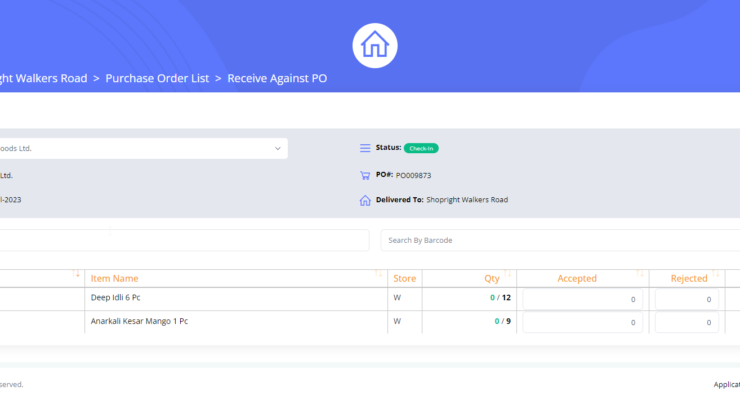 ght Walkers Road > Purchase Order List > Receive Against PO
oods Ltd.
Status: Check-In
Ltd.
PO#: PO009873
l-2023
Delivered To: Shopright Walkers Road
Search By Barcode
Item Name Store Qty Accepted Rejected
Deep Idli 6 Pc W 0 / 12 0 0
Anarkali Kesar Mango 1 Pc W 0 / 9 0 0
served.
Applicat